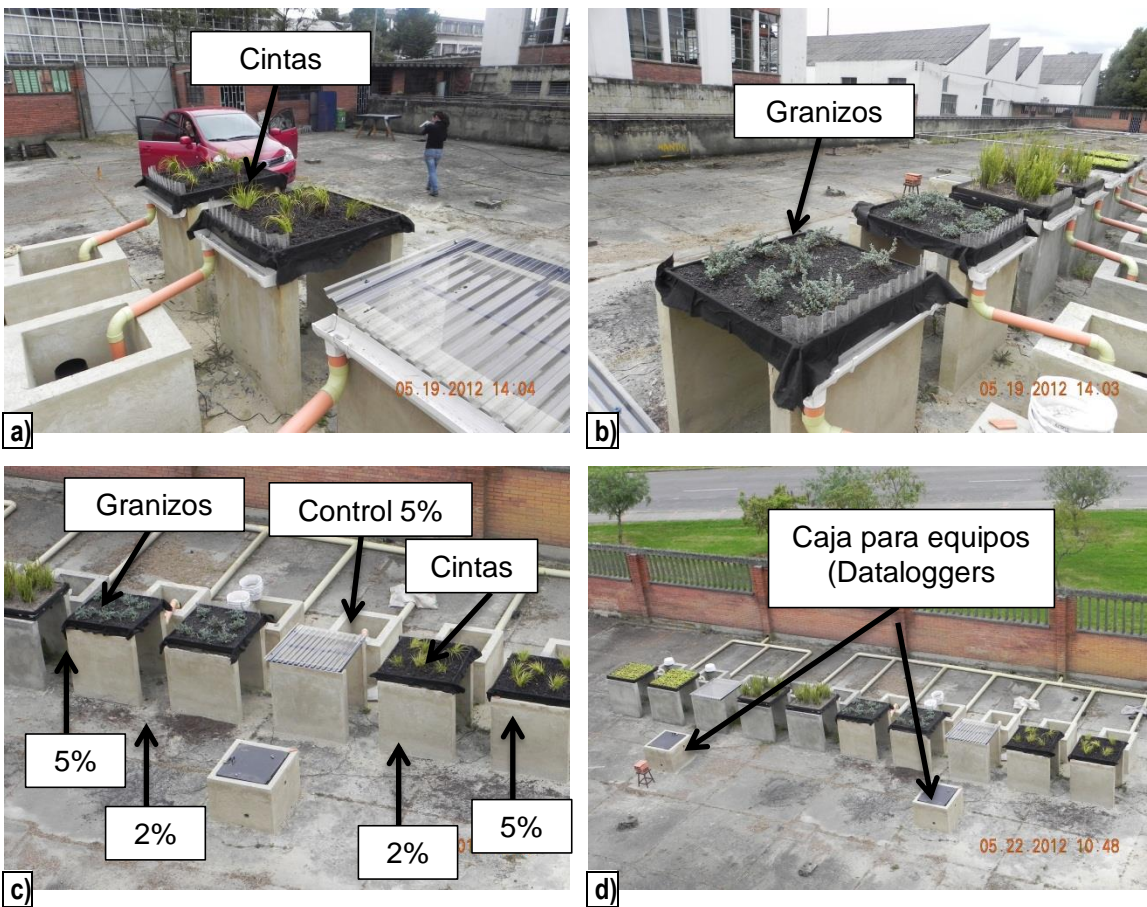 Cintas
05.19.2012 14:04
a)
Granizos
05.19.2012 14:03
b)
Granizos
Control 5%
Cintas
5%
2%
2%
5%
c)
Caja para equipos
(Dataloggers
05.22.2012 10:48
d)